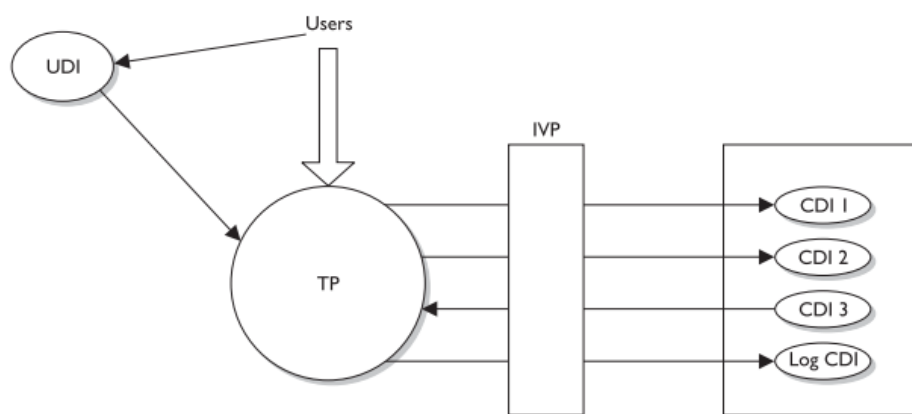 Users
UDI
IVP
TP
CDI 1
CDI 2
CDI 3
Log CDI